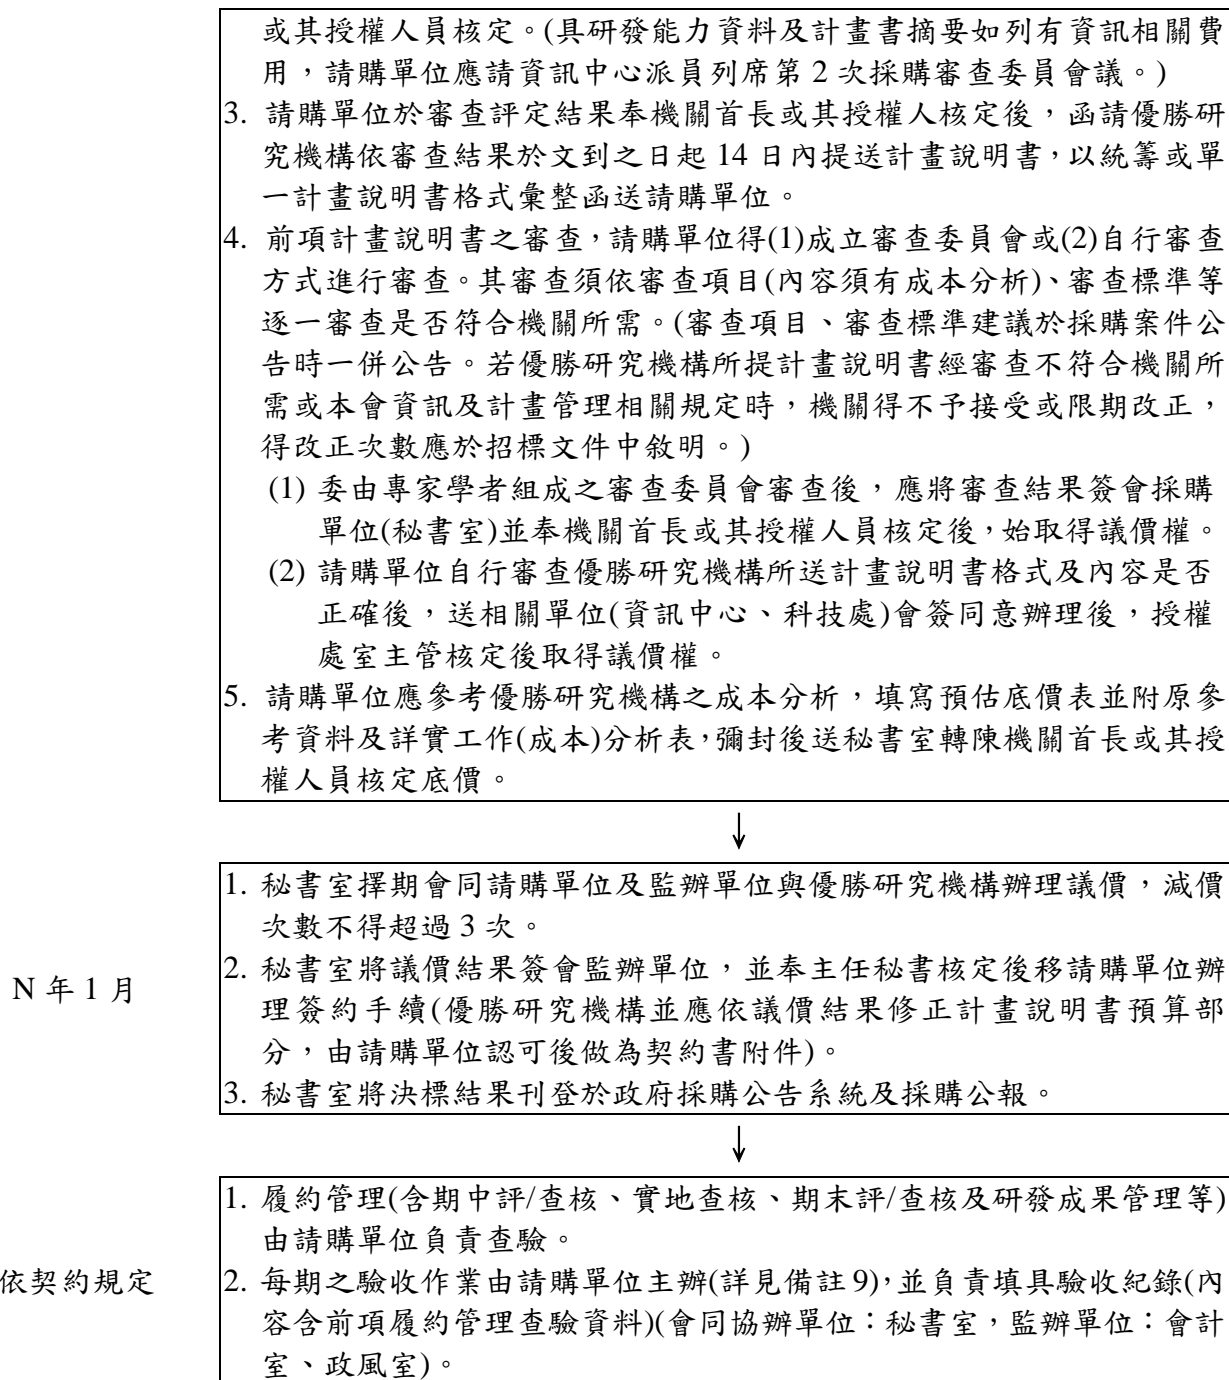 或其授權人員核定。(具研發能力資料及計畫書摘要如列有資訊相關費
用，請購單位應請資訊中心派員列席第 2 次採購審查委員會議。)
3. 請購單位於審查評定結果奉機關首長或其授權人核定後，函請優勝研
究機構依審查結果於文到之日起 14 日內提送計畫說明書，以統籌或單
一計畫說明書格式彙整函送請購單位。
4. 前項計畫說明書之審查，請購單位得(1)成立審查委員會或(2)自行審查
方式進行審查。其審查須依審查項目(內容須有成本分析)、審查標準等
逐一審查是否符合機關所需。(審查項目、審查標準建議於採購案件公
告時一併公告。若優勝研究機構所提計畫說明書經審查不符合機關所
需或本會資訊及計畫管理相關規定時，機關得不予接受或限期改正，
得改正次數應於招標文件中敘明。)
(1) 委由專家學者組成之審查委員會審查後，應將審查結果簽會採購
單位(秘書室)並奉機關首長或其授權人員核定後，始取得議價權。
(2) 請購單位自行審查優勝研究機構所送計畫說明書格式及內容是否
正確後，送相關單位(資訊中心、科技處)會簽同意辦理後，授權
處室主管核定後取得議價權。
5. 請購單位應參考優勝研究機構之成本分析，填寫預估底價表並附原參
考資料及詳實工作(成本)分析表，彌封後送秘書室轉陳機關首長或其授
權人員核定底價。
↓
N 年 1 月
1. 秘書室擇期會同請購單位及監辦單位與優勝研究機構辦理議價，減價
次數不得超過 3 次。
2. 秘書室將議價結果簽會監辦單位，並奉主任秘書核定後移請購單位辦
理簽約手續(優勝研究機構並應依議價結果修正計畫說明書預算部
分，由請購單位認可後做為契約書附件)。
3. 秘書室將決標結果刊登於政府採購公告系統及採購公報。
↓
依契約規定
1. 履約管理(含期中評/查核、實地查核、期末評/查核及研發成果管理等)
由請購單位負責查驗。
2. 每期之驗收作業由請購單位主辦(詳見備註 9)，並負責填具驗收紀錄(內
容含前項履約管理查驗資料)(會同協辦單位：秘書室，監辦單位：會計
室、政風室)。